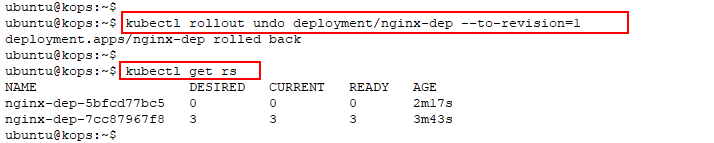 ubuntu@kops:~$
ubuntu@kops:~$ kubectl rollout undo deployment/nginx-dep --to-revision=1
deployment.apps/nginx-dep rolled back
ubuntu@kops:~$
ubuntu@kops:~$ kubectl get rs
NAME DESIRED CURRENT READY AGE
nginx-dep-5bfcd77bc5 0 0 0 2m17s
nginx-dep-7cc87967f8 3 3 3 3m43s
ubuntu@kops:~$